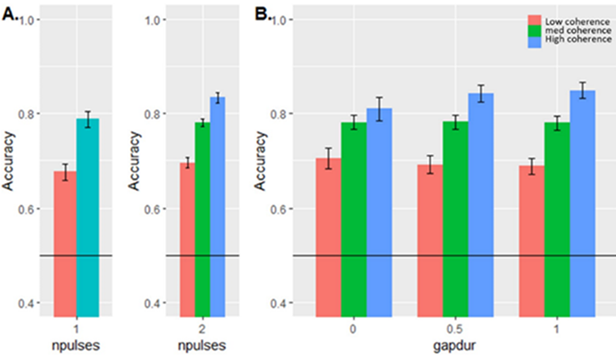 A.
B.
1.0
0.8
0.6
0.4
Accuracy
1
npulses
1.0
0.8
0.6
0.4
Accuracy
2
npulses
1.0
0.8
0.6
0.4
Accuracy
0
0.5
1
gapdur
Low coherence
med coherence
High coherence